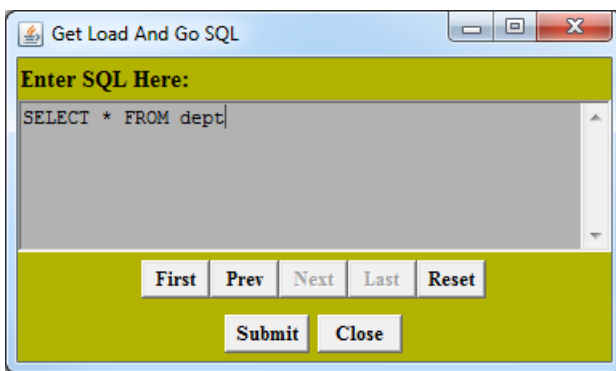 Get Load And Go SQL
Enter SQL Here:
SELECT * FROM dept
First Prev Next Last Reset
Submit Close